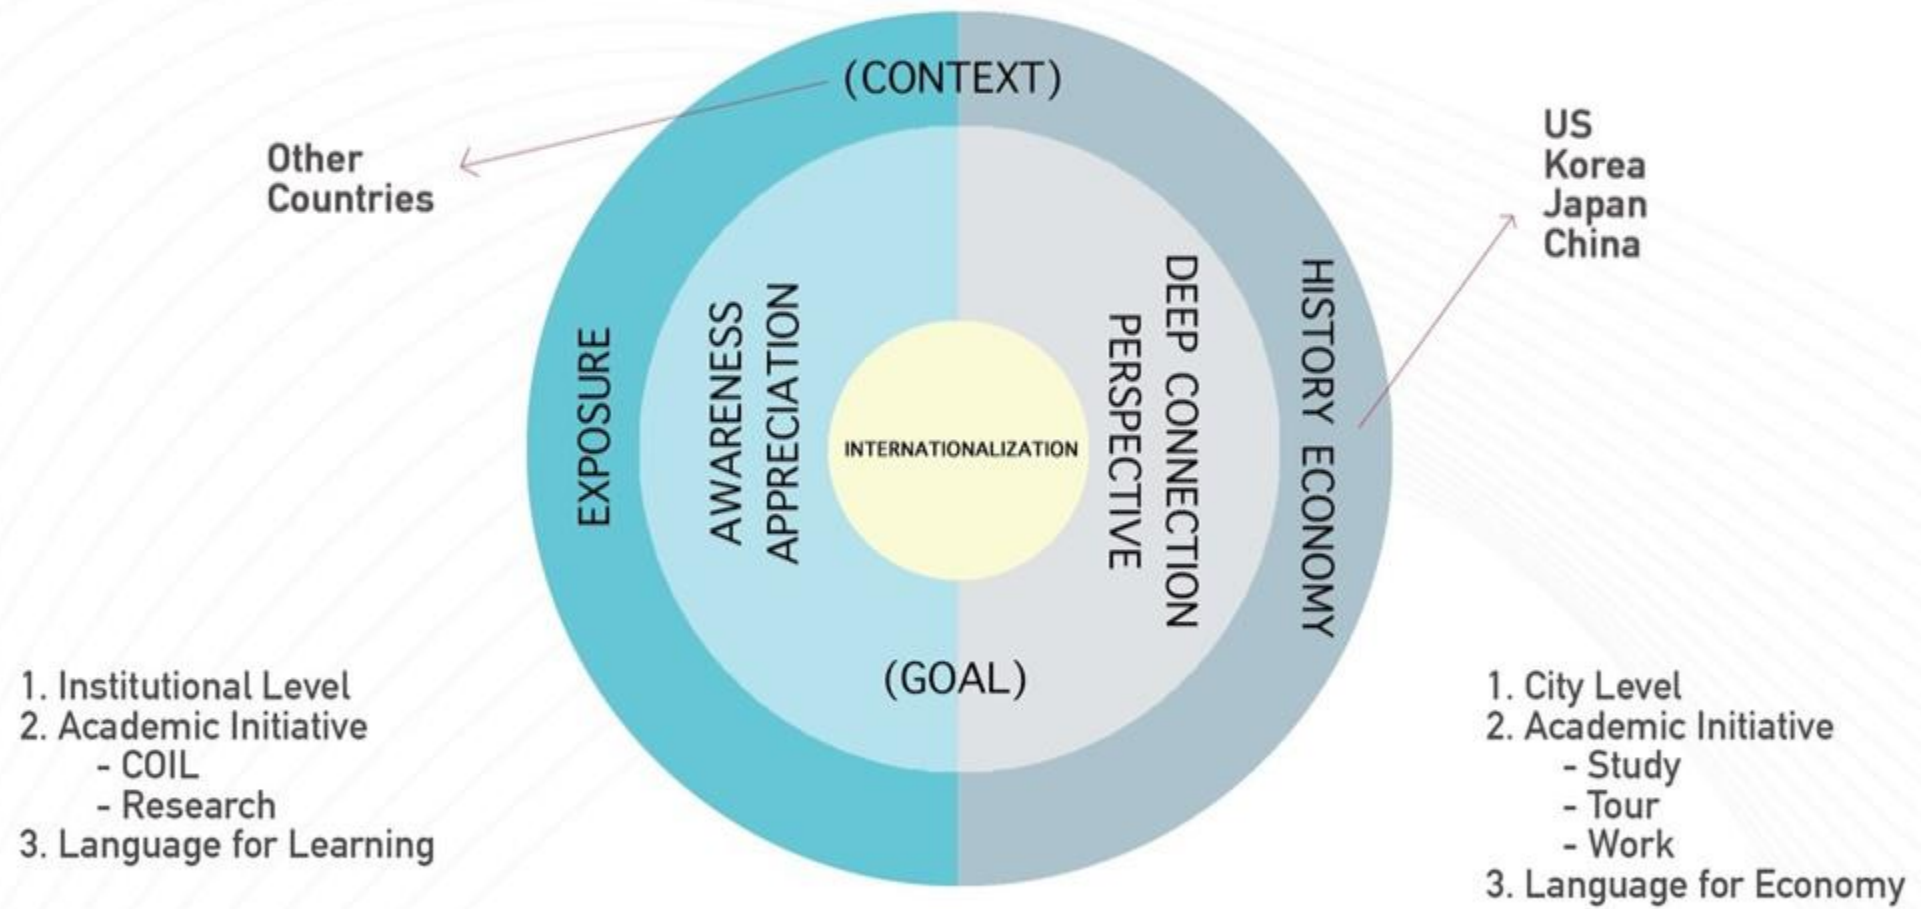 (CONTEXT)
Other
Countries
US
Korea
Japan
China
EXPOSURE
AWARENESS
APPRECIATION
INTERNATIONALIZATION
DEEP CONNECTION
PERSPECTIVE
HISTORY ECONOMY
(GOAL)
1. Institutional Level
2. Academic Initiative
- COIL
- Research
3. Language for Learning
1. City Level
2. Academic Initiative
- Study
- Tour
- Work
3. Language for Economy